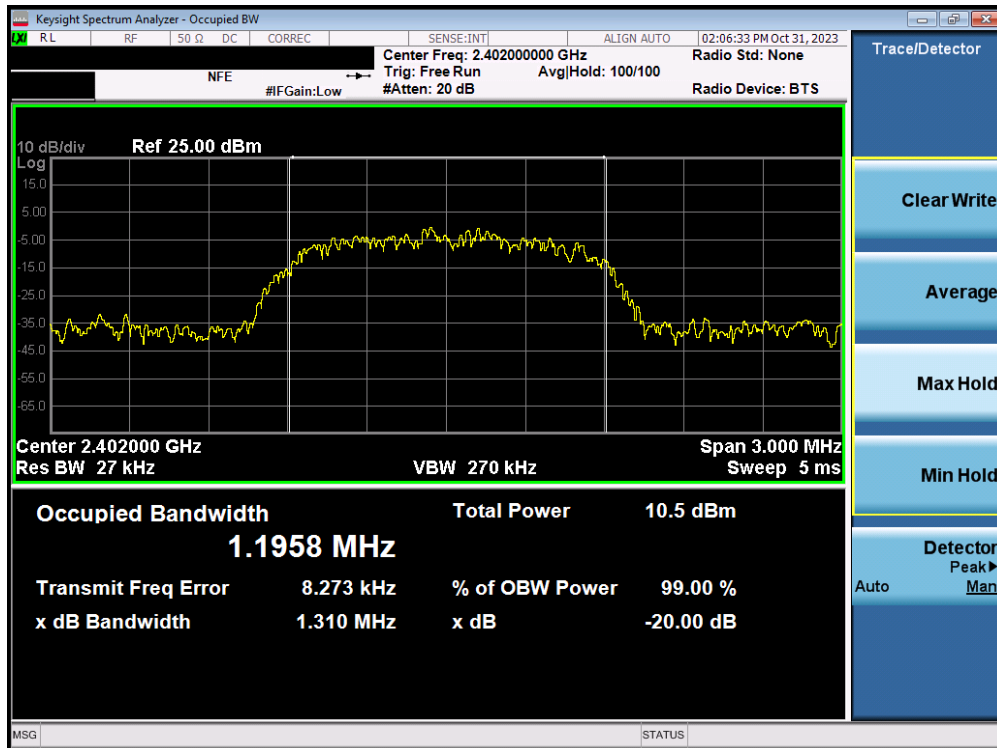 Keysight Spectrum Analyzer - Occupied BW
LXI RL RF 50 Ω DC CORREC SENSE:INT ALIGN AUTO 02:06:33 PM Oct 31, 2023
Center Freq: 2.402000000 GHz Radio Std: None
NFE Trig: Free Run Avg|Hold: 100/100
#IFGain:Low #Atten: 20 dB Radio Device: BTS
Trace/Detector
10 dB/div Ref 25.00 dBm
Log
15.0
5.00
-5.00
-15.0
-25.0
-35.0
-45.0
-55.0
-65.0
Center 2.402000 GHz Span 3.000 MHz
Res BW 27 kHz VBW 270 kHz Sweep 5 ms
Occupied Bandwidth Total Power 10.5 dBm
1.1958 MHz
Transmit Freq Error 8.273 kHz % of OBW Power 99.00 %
x dB Bandwidth 1.310 MHz x dB -20.00 dB
Clear Write
Average
Max Hold
Min Hold
Detector
Peak▶
Auto Man
MSG STATUS